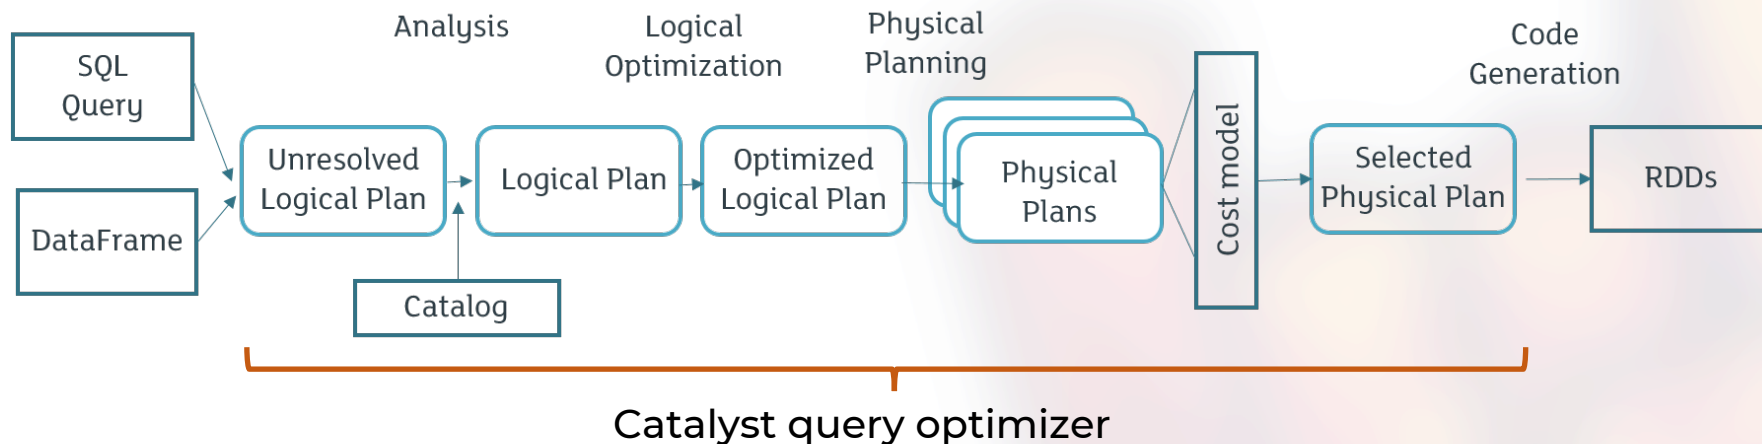 Analysis
Logical
Optimization
Physical
Planning
Code
Generation
SQL
Query
DataFrame
Unresolved
Logical Plan
Catalog
Logical Plan
Optimized
Logical Plan
Physical
Plans
Cost model
Selected
Physical Plan
RDDs
Catalyst query optimizer